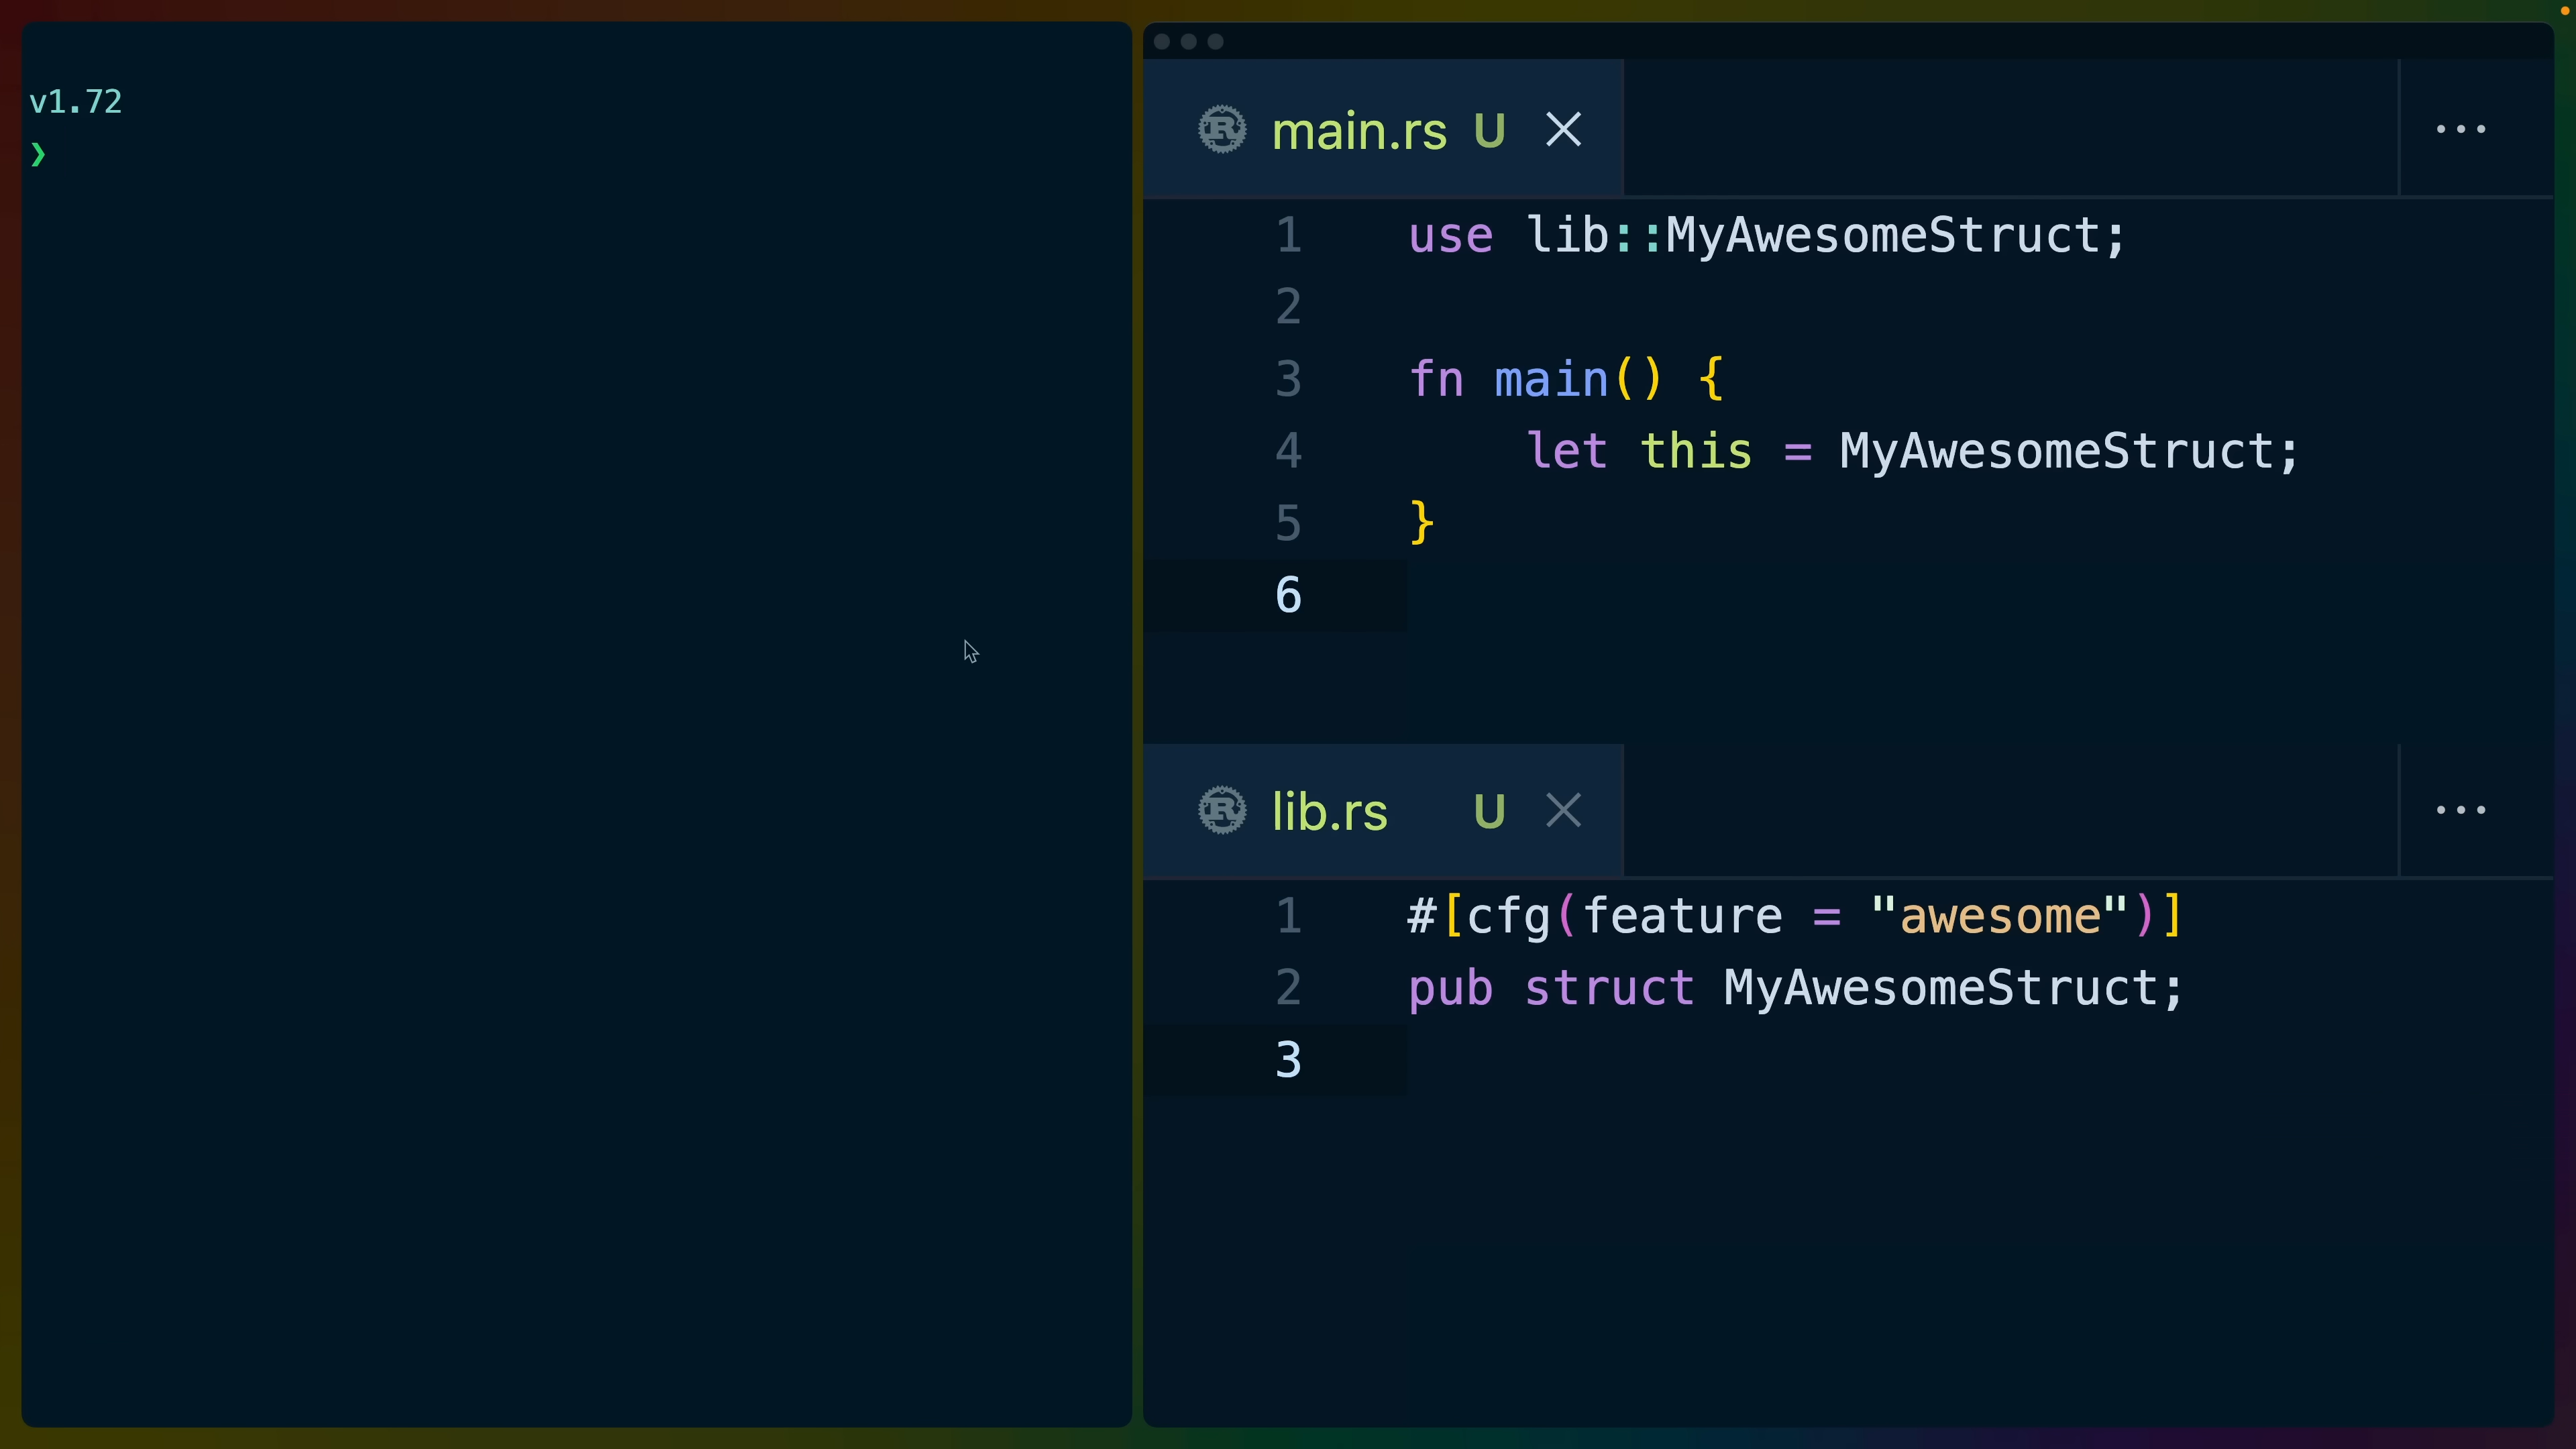 v1.72
❯
main.rs U
1 use lib::MyAwesomeStruct;
2
3 fn main() {
4     let this = MyAwesomeStruct;
5 }
6
lib.rs U
1 #[cfg(feature = "awesome")]
2 pub struct MyAwesomeStruct;
3